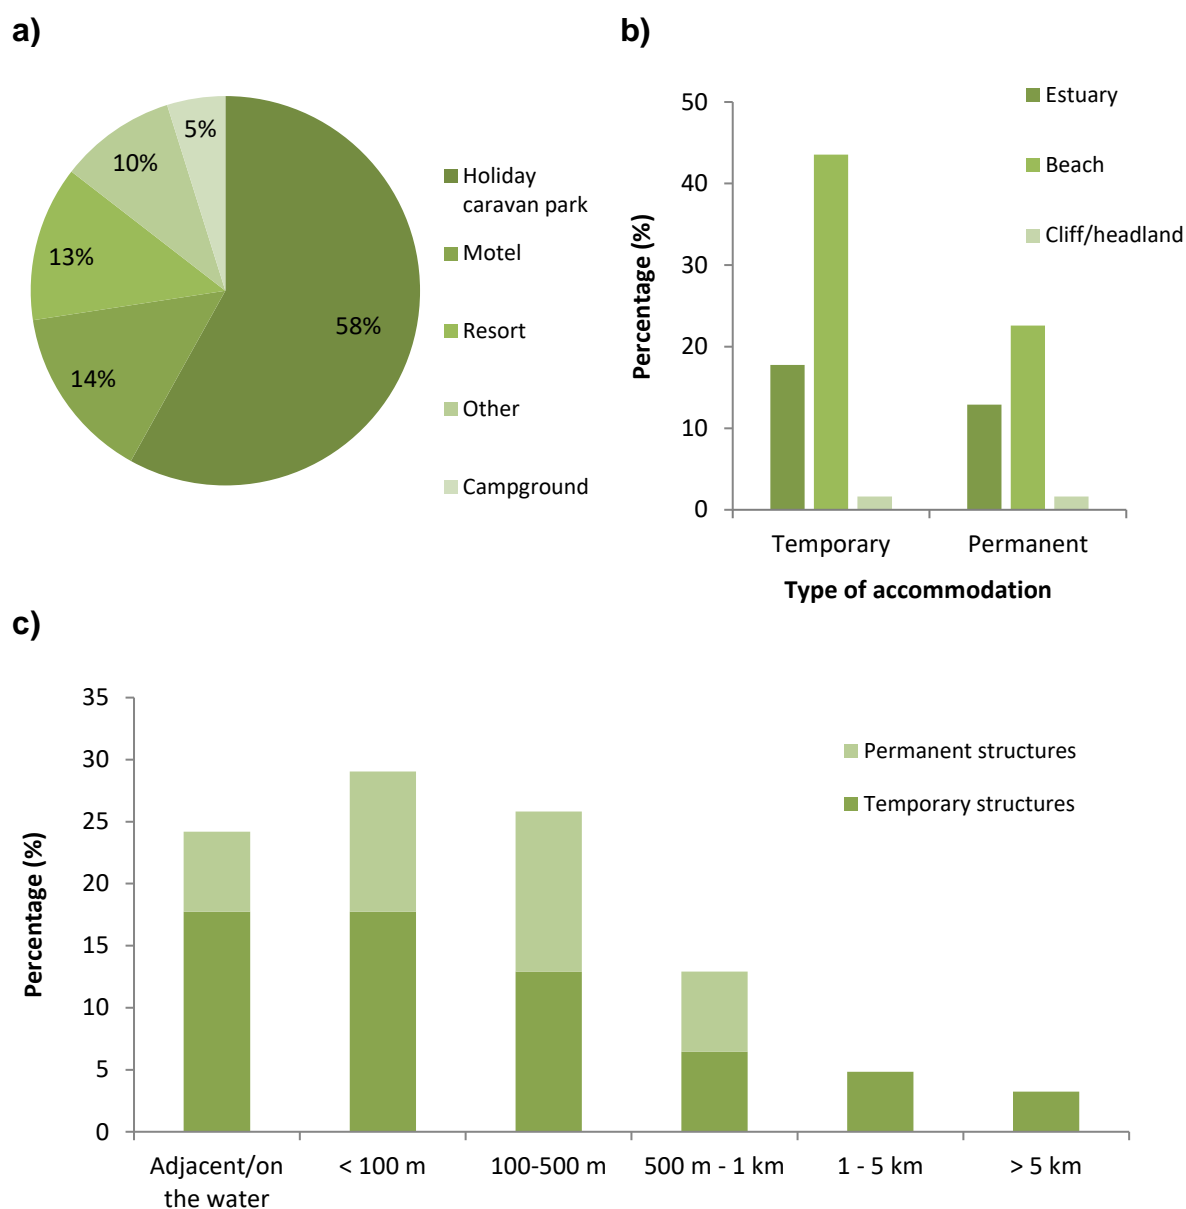 a)
58%
14%
13%
10%
5%
Holiday
caravan park
Motel
Resort
Other
Campground
b)
Percentage (%)
50
40
30
20
10
0
Temporary
Permanent
Type of accommodation
Estuary
Beach
Cliff/headland
c)
Percentage (%)
35
30
25
20
15
10
5
0
Adjacent/on
the water
< 100 m
100-500 m
500 m - 1 km
1 - 5 km
> 5 km
Permanent structures
Temporary structures